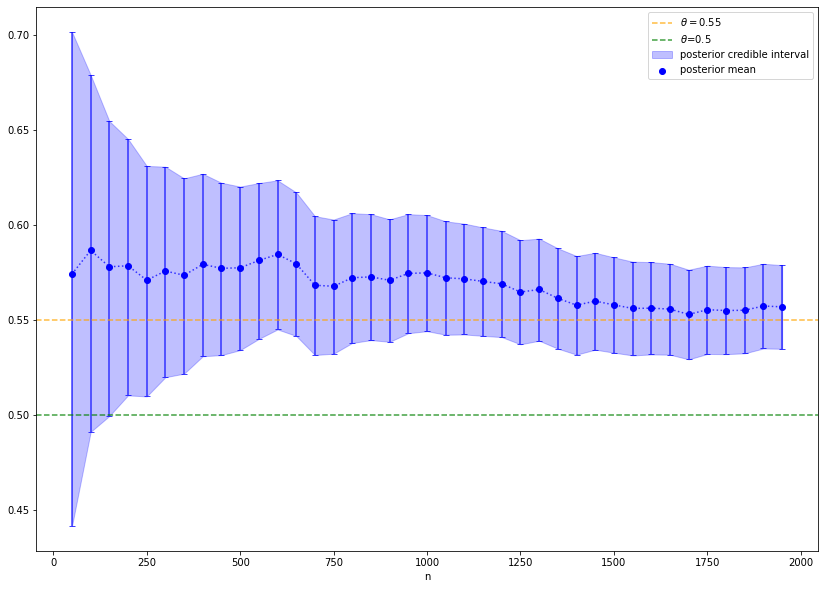 θ = 0.55
θ=0.5
posterior credible interval
posterior mean
0.70
0.65
0.60
0.55
0.50
0.45
0 250 500 750 1000 1250 1500 1750 2000
n